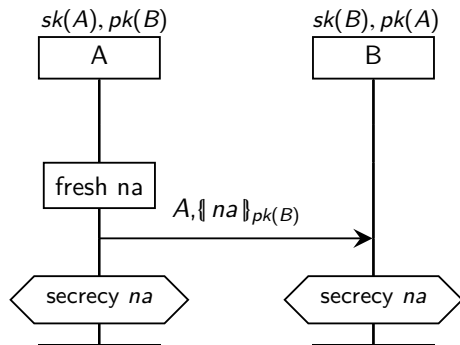 sk(A), pk(B) sk(B), pk(A)
A B
fresh na
A,{| na |}pk(B)
secrecy na secrecy na